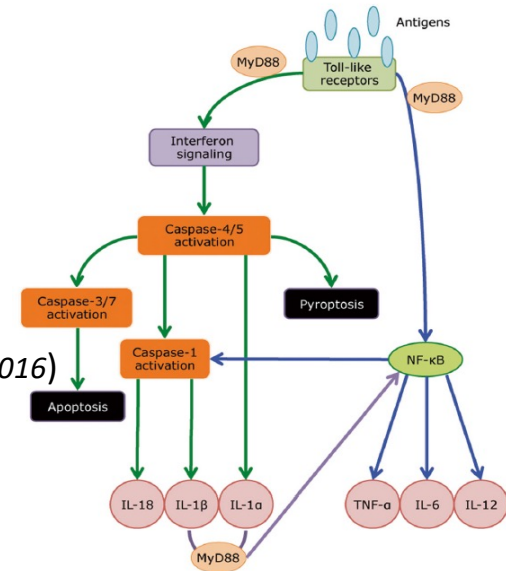 Antigens
MyD88
Toll-like
receptors
MyD88
Interferon
signaling
Caspase-4/5
activation
Caspase-3/7
activation
Pyroptosis
Caspase-1
activation
NF-κB
016)
Apoptosis
IL-18
IL-1β
IL-1α
TNF-α
IL-6
IL-12
MyD88